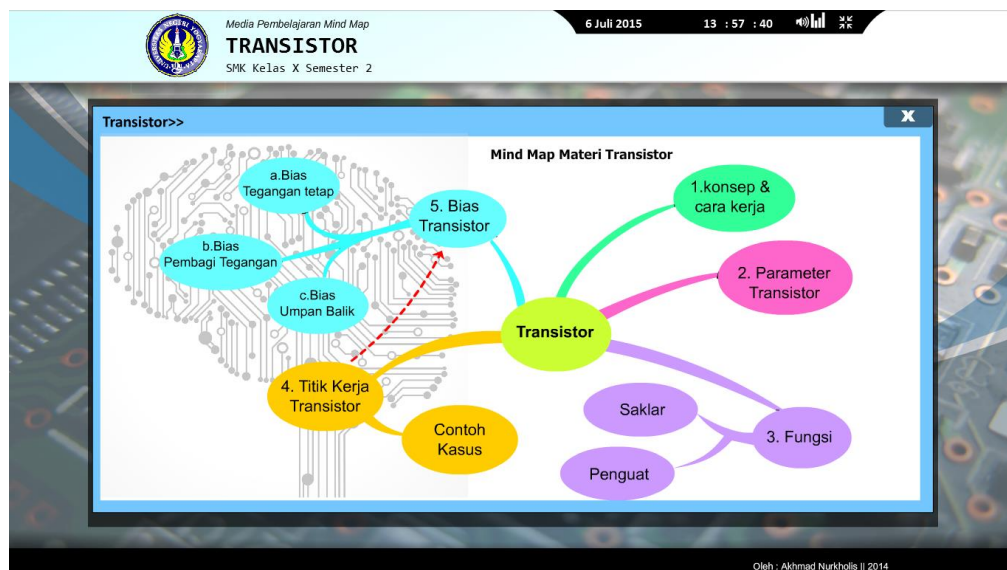 Media Pembelajaran Mind Map
TRANSISTOR
SMK Kelas X Semester 2
6 Juli 2015
13 : 57 : 40
Transistor>>
X
Mind Map Materi Transistor
a.Bias
Tegangan tetap
b.Bias
Pembagi Tegangan
c.Bias
Umpan Balik
5. Bias
Transistor
1.konsep &
cara kerja
2. Parameter
Transistor
Transistor
4. Titik Kerja
Transistor
Contoh
Kasus
Saklar
Penguat
3. Fungsi
Oleh : Akhmad Nurkholis || 2014